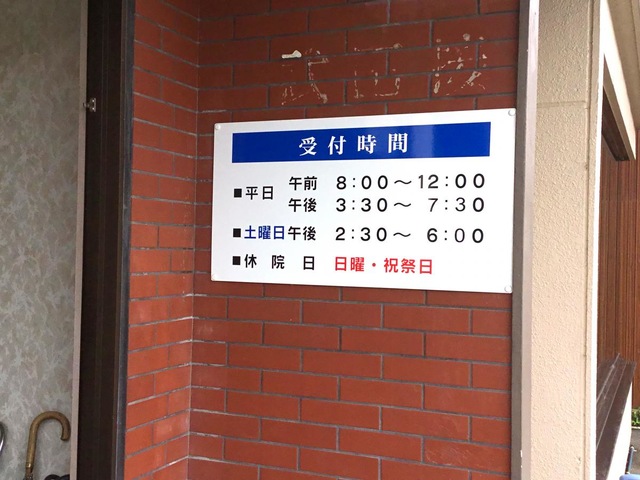 受付時間
■平日 午前 8:00～12:00
午後 3:30～ 7:30
■土曜日午後 2:30～ 6:00
■休院日 日曜・祝祭日